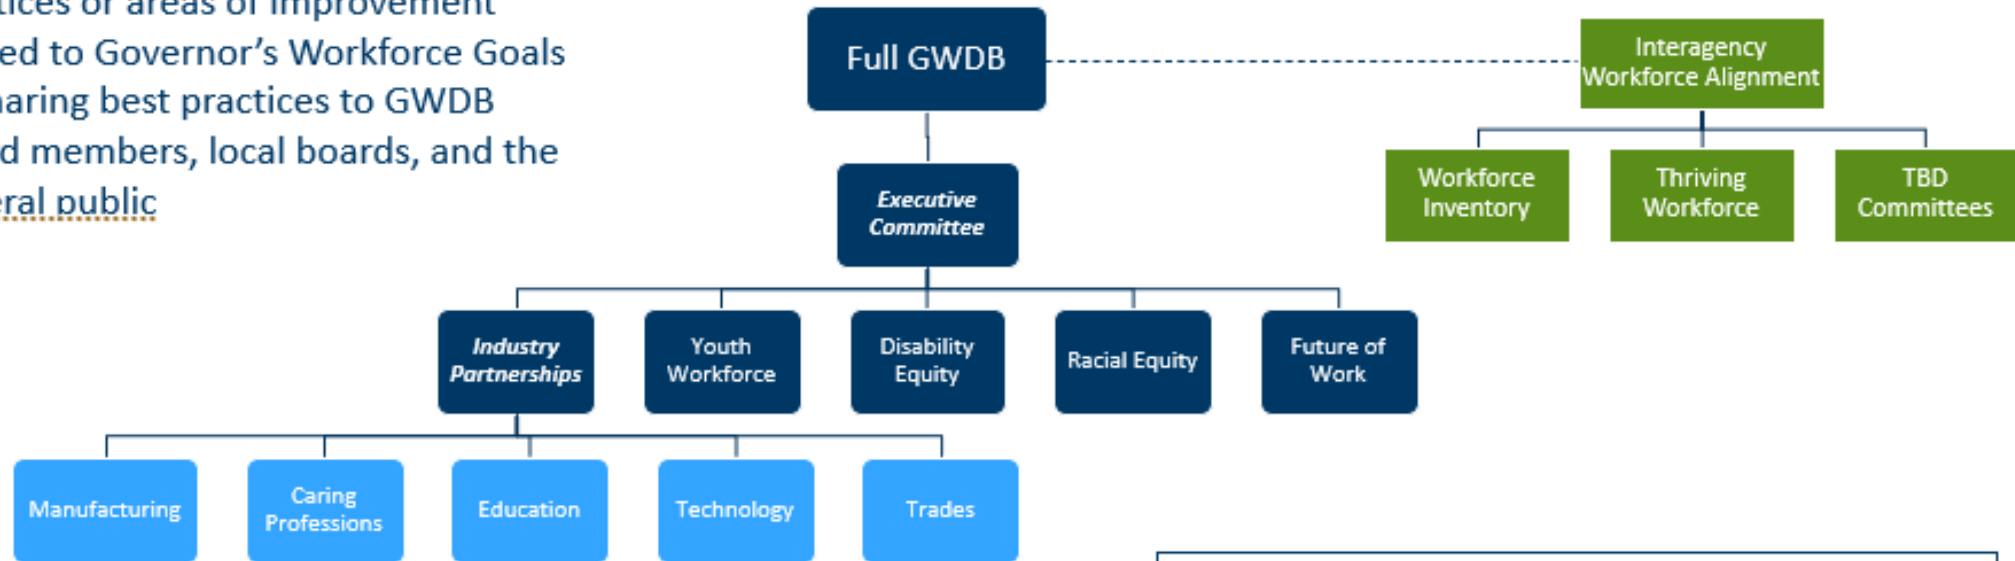 ed to Governor's Workforce Goals
aring best practices to GWDB
d members, local boards, and the
eral public
Full GWDB
Interagency
Workforce Alignment
Workforce
Inventory
Thriving
Workforce
TBD
Committees
Executive
Committee
Industry
Partnerships
Youth
Workforce
Disability
Equity
Racial Equity
Future of
Work
Manufacturing
Caring
Professions
Education
Technology
Trades